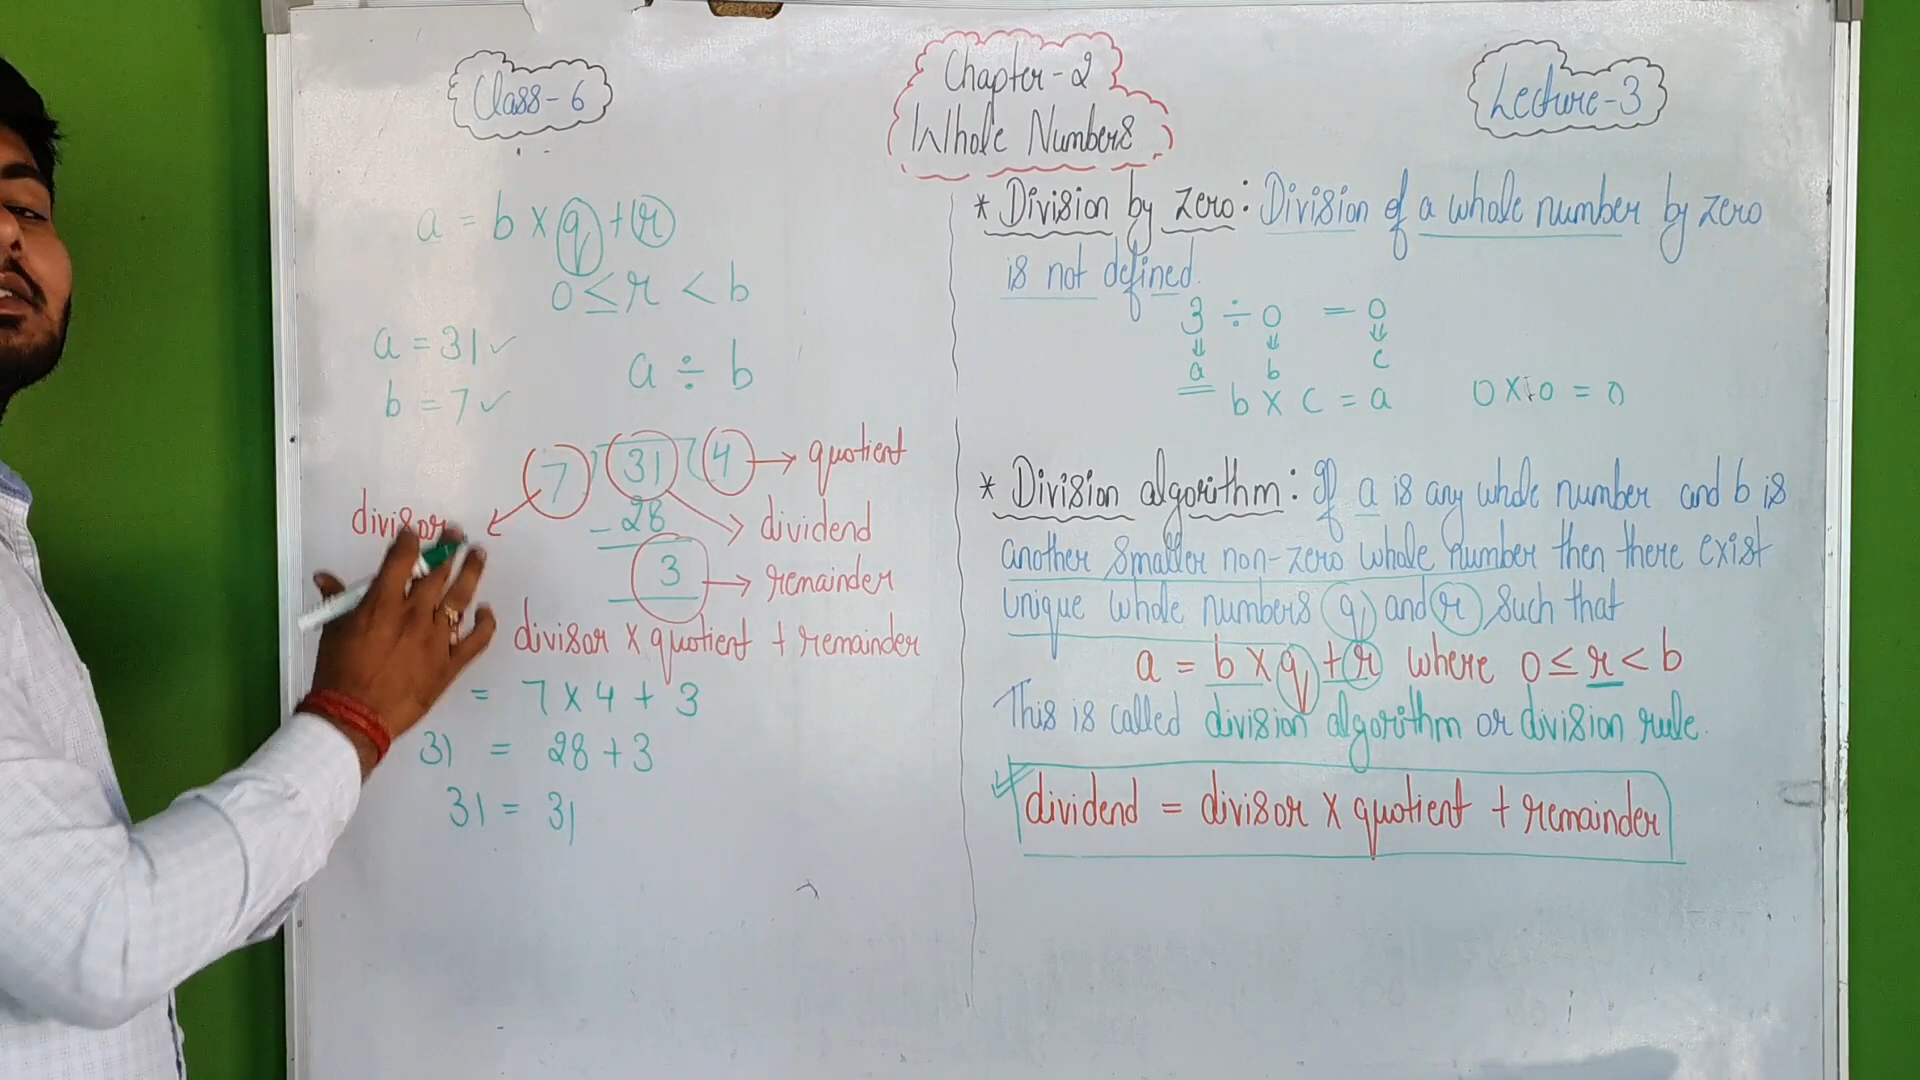 Class-6
Chapter-2
Whole Numbers
Lecture-3
a = b × q + r
0 ≤ r < b
a = 31 ✓
b = 7 ✓
a ÷ b
7 ) 31 ( 4 → quotient
divisor
- 28
dividend
3 → remainder
divisor × quotient + remainder
= 7 × 4 + 3
31 = 28 + 3
31 = 31
* Division by zero : Division of a whole number by zero
is not defined.
3 ÷ 0 = 0
a b c
b × c = a 0 × 0 = 0
* Division algorithm : If a is any whole number and b is
another smaller non-zero whole number then there exist
unique whole numbers q and r such that
a = b × q + r where 0 ≤ r < b
This is called division algorithm or division rule.
dividend = divisor × quotient + remainder